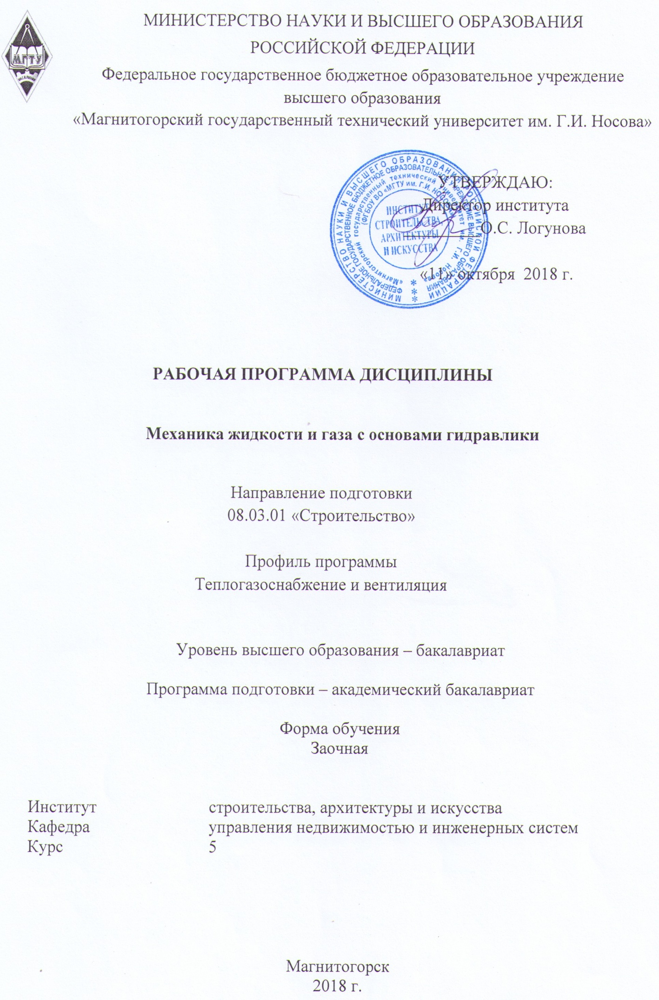 МИНИСТЕРСТВО НАУКИ И ВЫСШЕГО ОБРАЗОВАНИЯ
РОССИЙСКОЙ ФЕДЕРАЦИИ
Федеральное государственное бюджетное образовательное учреждение
высшего образования
«Магнитогорский государственный технический университет им. Г.И. Носова»
МГТУ
им. Г.И. Носова
УТВЕРЖДАЮ:
Директор института
О.С. Логунова
«11» октября 2018 г.
МИНИСТЕРСТВО НАУКИ И ВЫСШЕГО ОБРАЗОВАНИЯ РОССИЙСКОЙ ФЕДЕРАЦИИ
ФЕДЕРАЛЬНОЕ ГОСУДАРСТВЕННОЕ БЮДЖЕТНОЕ ОБРАЗОВАТЕЛЬНОЕ УЧРЕЖДЕНИЕ ВЫСШЕГО ОБРАЗОВАНИЯ
«Магнитогорский государственный технический университет им. Г.И. Носова»
(ФГБОУ ВО «МГТУ им. Г.И. НОСОВА»)
ИНСТИТУТ
СТРОИТЕЛЬСТВА,
АРХИТЕКТУРЫ
И ИСКУССТВА
РАБОЧАЯ ПРОГРАММА ДИСЦИПЛИНЫ
Механика жидкости и газа с основами гидравлики
Направление подготовки
08.03.01 «Строительство»
Профиль программы
Теплогазоснабжение и вентиляция
Уровень высшего образования – бакалавриат
Программа подготовки – академический бакалавриат
Форма обучения
Заочная
Институт строительства, архитектуры и искусства
Кафедра управления недвижимостью и инженерных систем
Курс 5
Магнитогорск
2018 г.